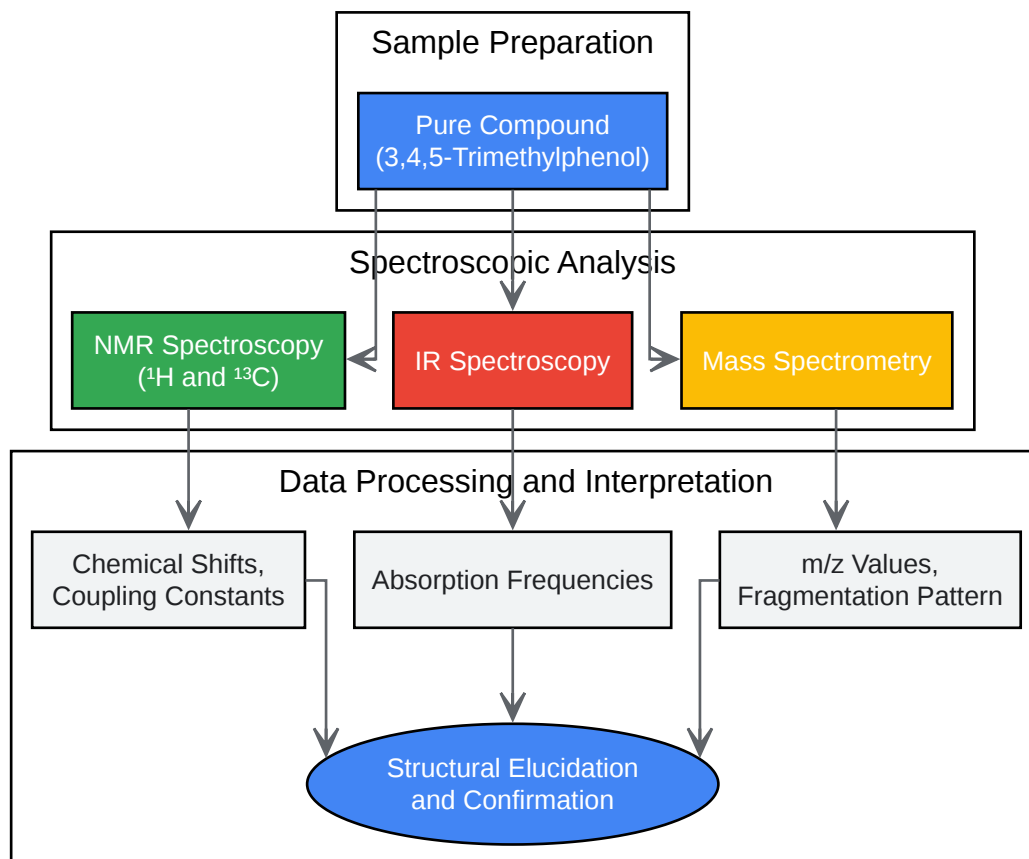 Sample Preparation
Pure Compound
(3,4,5-Trimethylphenol)
Spectroscopic Analysis
NMR Spectroscopy
(¹H and ¹³C)
IR Spectroscopy
Mass Spectrometry
Data Processing and Interpretation
Chemical Shifts,
Coupling Constants
Absorption Frequencies
m/z Values,
Fragmentation Pattern
Structural Elucidation
and Confirmation